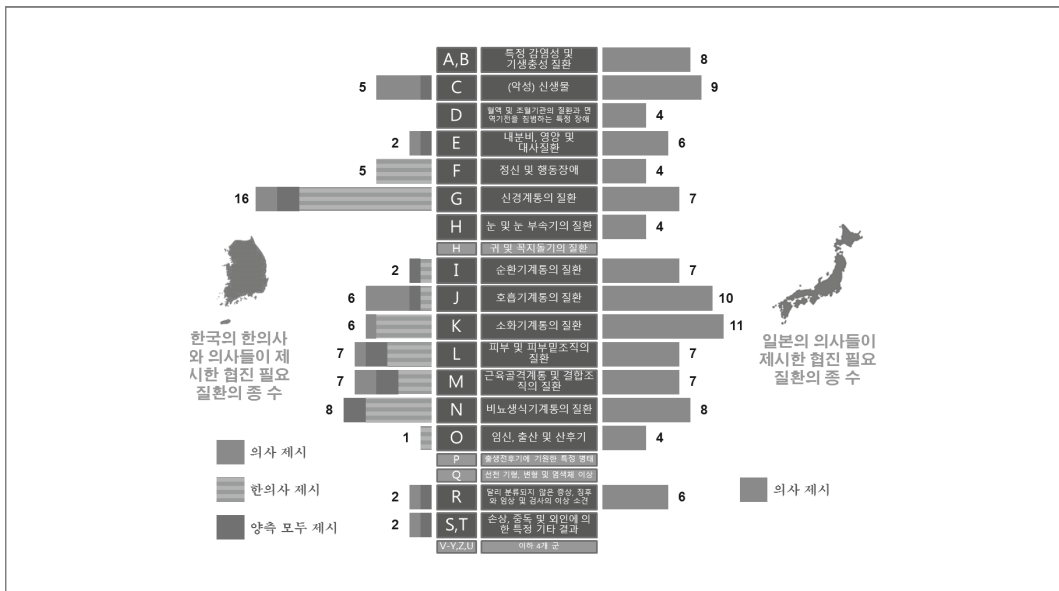 A,B 특정 감염성 및
기생충성 질환 8
5 C (악성) 신생물 9
D 혈액 및 조혈기관의 질환과 면
역기전을 침범하는 특정 장애 4
2 E 내분비, 영양 및
대사질환 6
5 F 정신 및 행동장애 4
16 G 신경계통의 질환 7
H 눈 및 눈 부속기의 질환 4
H 귀 및 꼭지돌기의 질환
2 I 순환기계통의 질환 7
6 J 호흡기계통의 질환 10
6 K 소화기계통의 질환 11
7 L 피부 및 피부밑조직의
질환 7
7 M 근육골격계통 및 결합조
직의 질환 7
8 N 비뇨생식기계통의 질환 8
1 O 임신, 출산 및 산후기 4
P 출생전후기에 기원한 특정 병태
Q 선천 기형, 변형 및 염색체 이상
2 R 달리 분류되지 않은 증상, 징후
와 임상 및 검사의 이상 소견 6
2 S,T 손상, 중독 및 외인에 의
한 특정 기타 결과
V-Y,Z,U 이하 4개 군
한국의 한의사
와 의사들이 제
시한 협진 필요
질환의 종 수
의사 제시
한의사 제시
양측 모두 제시
일본의 의사들이
제시한 협진 필요
질환의 종 수
의사 제시